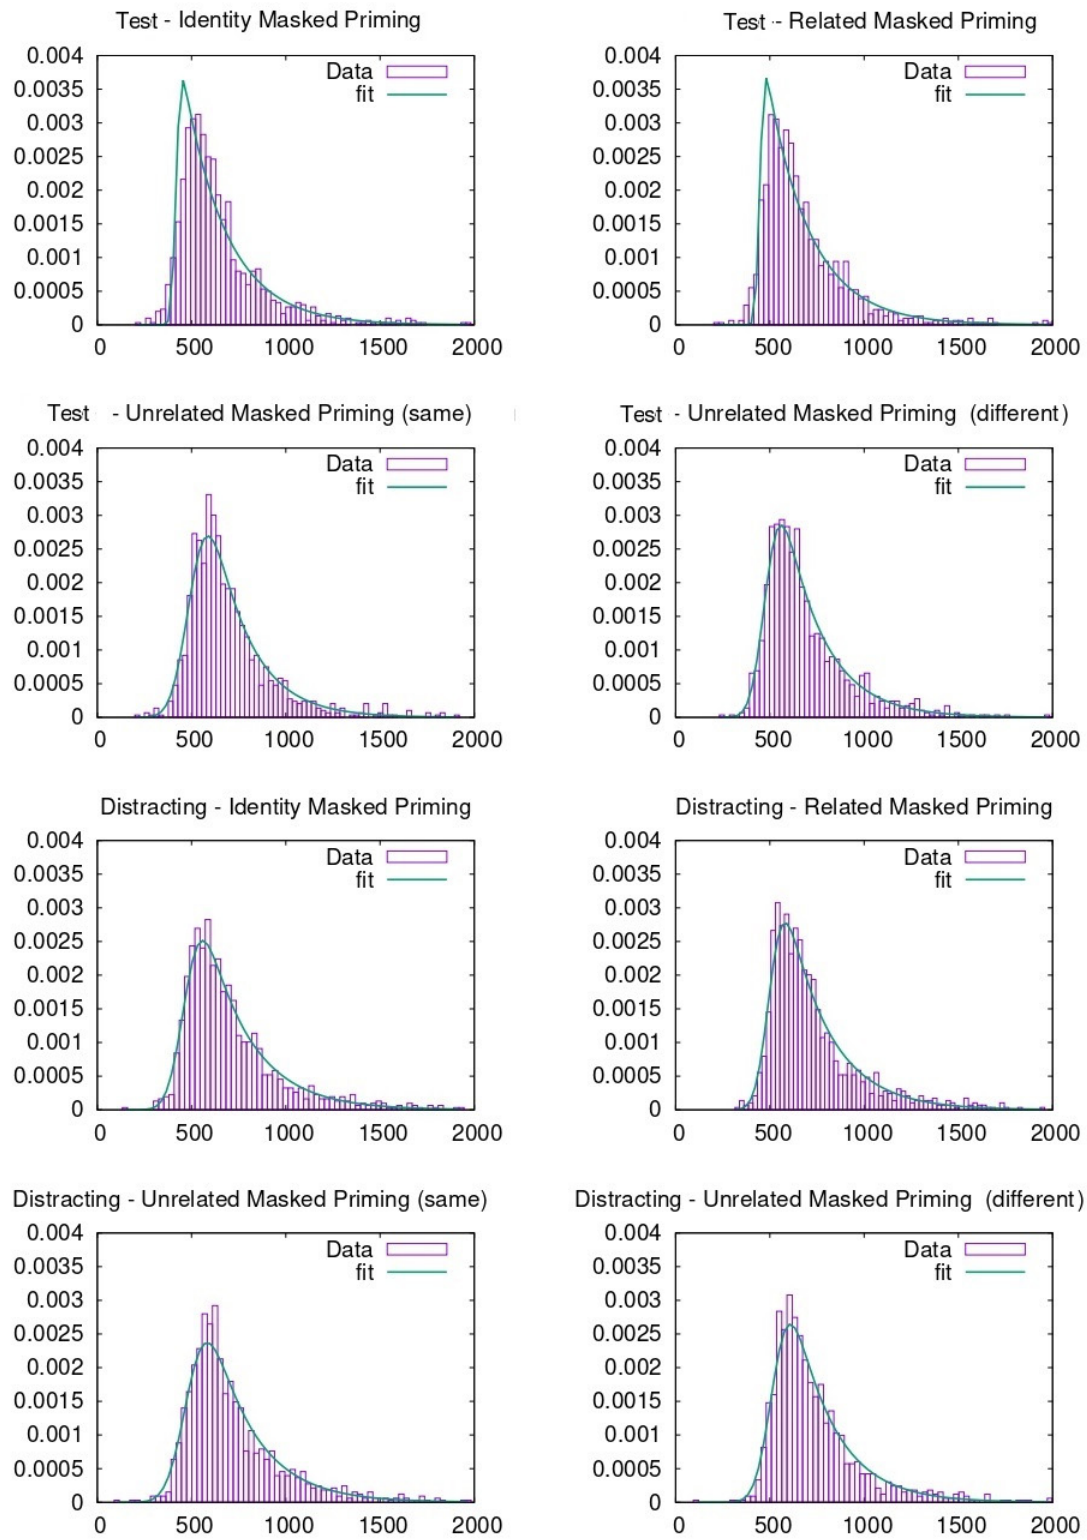 Test - Identity Masked Priming
0.004
0.0035
0.003
0.0025
0.002
0.0015
0.001
0.0005
0
Data
fit
0 500 1000 1500 2000
Test - Related Masked Priming
0.004
0.0035
0.003
0.0025
0.002
0.0015
0.001
0.0005
0
Data
fit
0 500 1000 1500 2000
Test - Unrelated Masked Priming (same)
0.004
0.0035
0.003
0.0025
0.002
0.0015
0.001
0.0005
0
Data
fit
0 500 1000 1500 2000
Test - Unrelated Masked Priming (different)
0.004
0.0035
0.003
0.0025
0.002
0.0015
0.001
0.0005
0
Data
fit
0 500 1000 1500 2000
Distracting - Identity Masked Priming
0.004
0.0035
0.003
0.0025
0.002
0.0015
0.001
0.0005
0
Data
fit
0 500 1000 1500 2000
Distracting - Related Masked Priming
0.004
0.0035
0.003
0.0025
0.002
0.0015
0.001
0.0005
0
Data
fit
0 500 1000 1500 2000
Distracting - Unrelated Masked Priming (same)
0.004
0.0035
0.003
0.0025
0.002
0.0015
0.001
0.0005
0
Data
fit
0 500 1000 1500 2000
Distracting - Unrelated Masked Priming (different)
0.004
0.0035
0.003
0.0025
0.002
0.0015
0.001
0.0005
0
Data
fit
0 500 1000 1500 2000